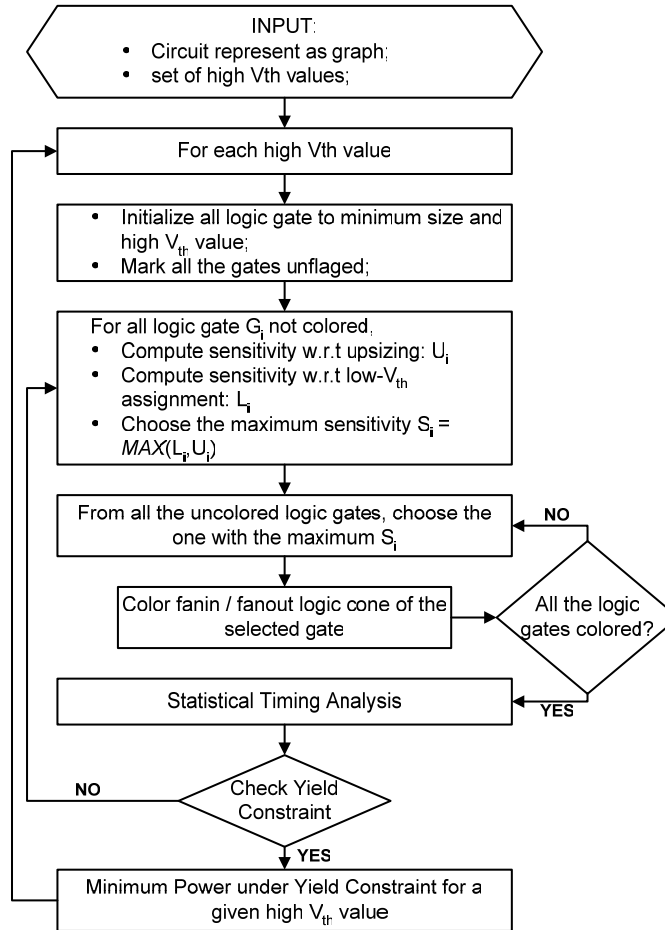 INPUT:
• Circuit represent as graph;
• set of high Vth values;
For each high Vth value
• Initialize all logic gate to minimum size and
high Vth value;
• Mark all the gates unflaged;
For all logic gate Gi not colored,
• Compute sensitivity w.r.t upsizing: Ui
• Compute sensitivity w.r.t low-Vth
assignment: Li
• Choose the maximum sensitivity Si =
MAX(Li,Ui)
From all the uncolored logic gates, choose the
one with the maximum Si
NO
Color fanin / fanout logic cone of the
selected gate
All the logic
gates colored?
YES
Statistical Timing Analysis
NO
Check Yield
Constraint
YES
Minimum Power under Yield Constraint for a
given high Vth value